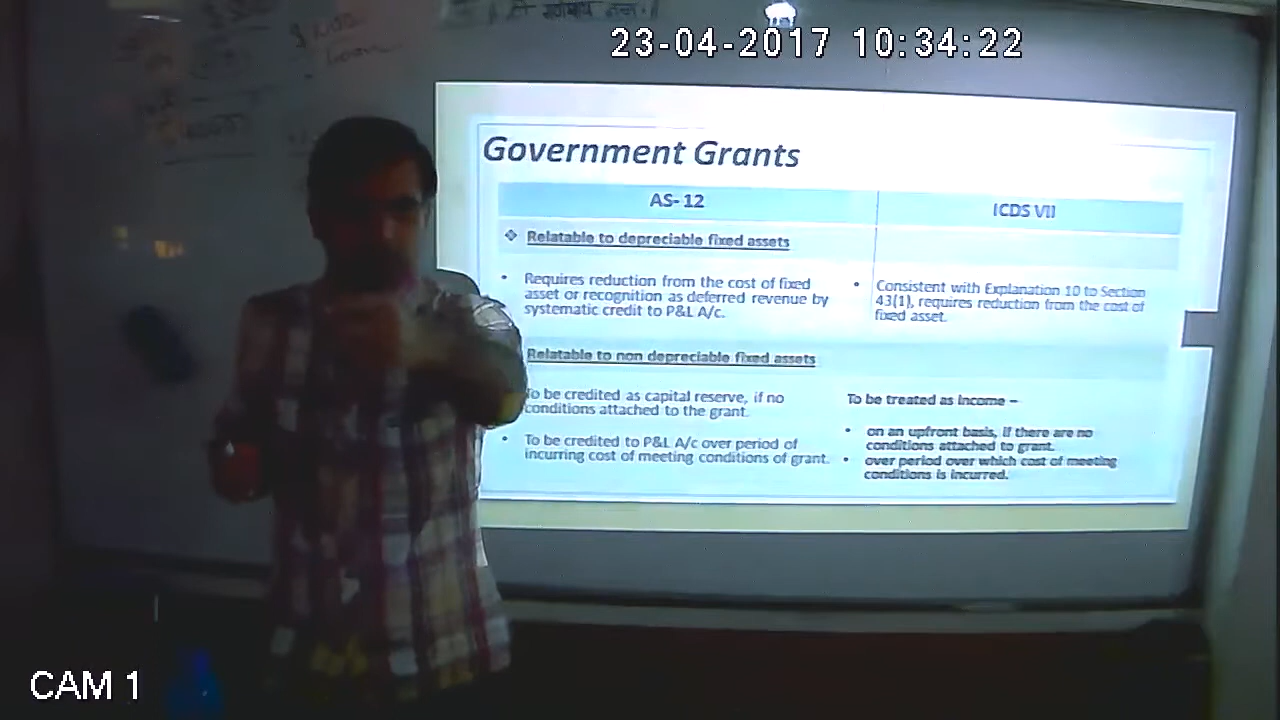 23-04-2017 10:34:22
Government Grants
AS-12
ICDS VII
❖ Relatable to depreciable fixed assets
• Requires reduction from the cost of fixed
asset or recognition as deferred revenue by
systematic credit to P&L A/c.
• Consistent with Explanation 10 to Section
43(1), requires reduction from the cost of
fixed asset.
Relatable to non depreciable fixed assets
To be credited as capital reserve, if no
conditions attached to the grant.
• To be credited to P&L A/c over period of
incurring cost of meeting conditions of grant.
To be treated as income –
• on an upfront basis, if there are no
conditions attached to grant.
• over period over which cost of meeting
conditions is incurred.
CAM 1